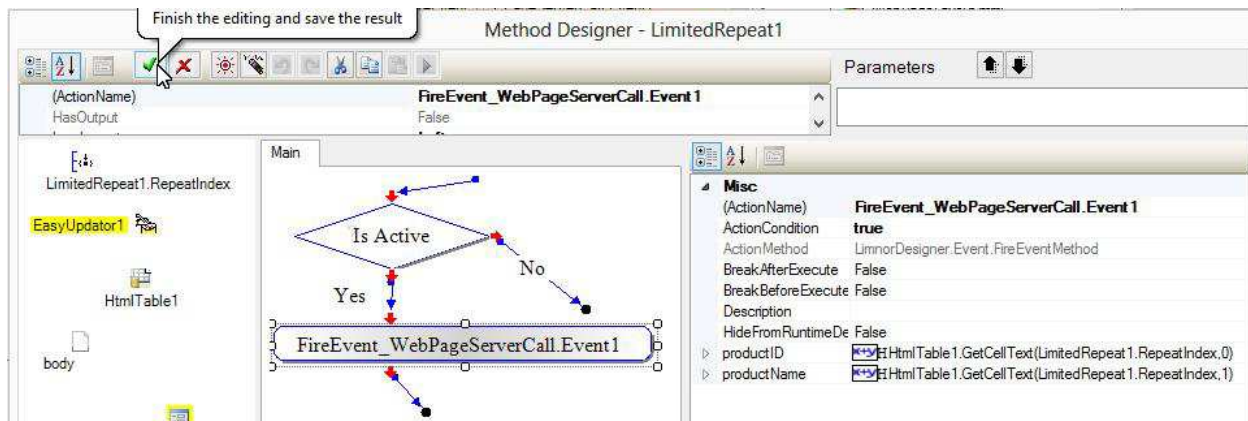 Finish the editing and save the result
Method Designer - LimitedRepeat1
Parameters
(ActionName) FireEvent_WebPageServerCall.Event1
HasOutput False
LimitedRepeat1.RepeatIndex
EasyUpdator1
HtmlTable1
body
Main
Is Active
No
Yes
FireEvent_WebPageServerCall.Event1
Misc
(ActionName) FireEvent_WebPageServerCall.Event1
ActionCondition true
ActionMethod LimnorDesigner.Event.FireEventMethod
BreakAfterExecute False
BreakBeforeExecute False
Description
HideFromRuntimeDe False
productID HtmlTable1.GetCellText(LimitedRepeat1.RepeatIndex,0)
productName HtmlTable1.GetCellText(LimitedRepeat1.RepeatIndex,1)